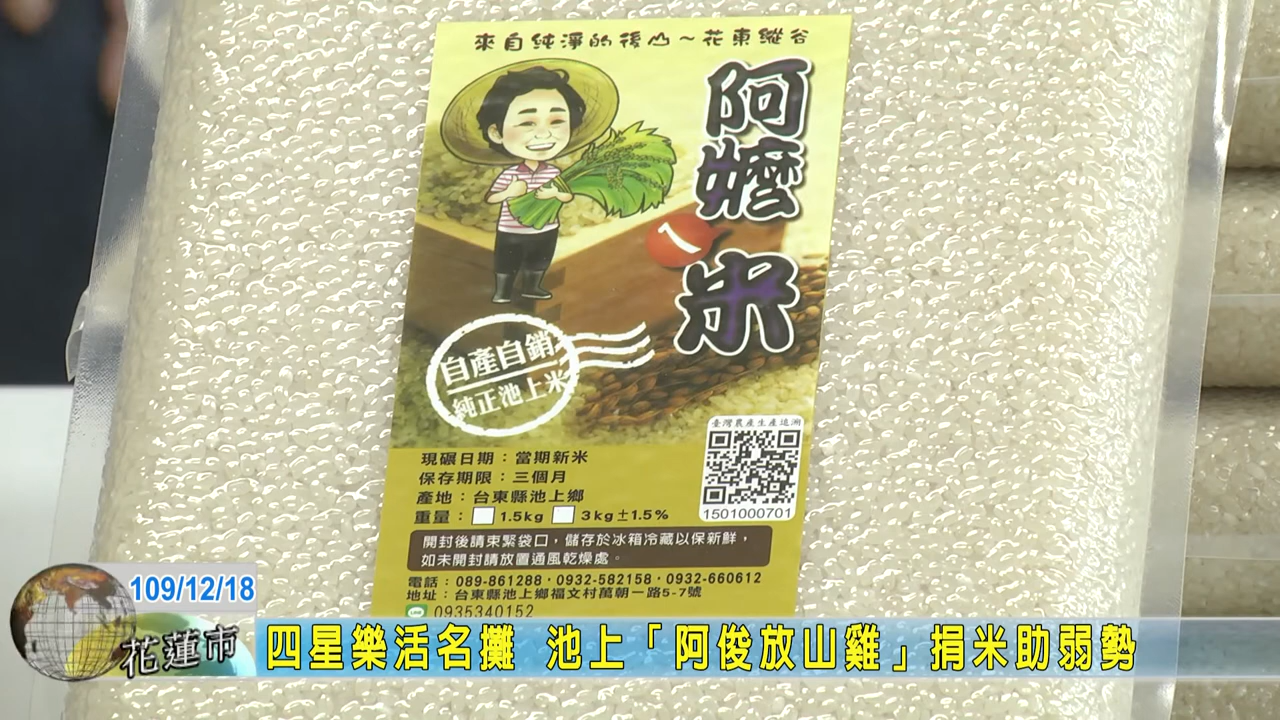 來自純淨的後山～花東縱谷
阿嬤ㄟ米
自產自銷
純正池上米
臺灣農產生產追溯
1501000701
現碾日期：當期新米
保存期限：三個月
產地：台東縣池上鄉
重量：□1.5kg □3kg±1.5%
開封後請束緊袋口，儲存於冰箱冷藏以保新鮮，
如未開封請放置通風乾燥處。
電話：089-861288·0932-582158·0932-660612
地址：台東縣池上鄉福文村萬朝一路5-7號
LINE 0935340152
109/12/18
花蓮市
四星樂活名攤 池上「阿俊放山雞」捐米助弱勢